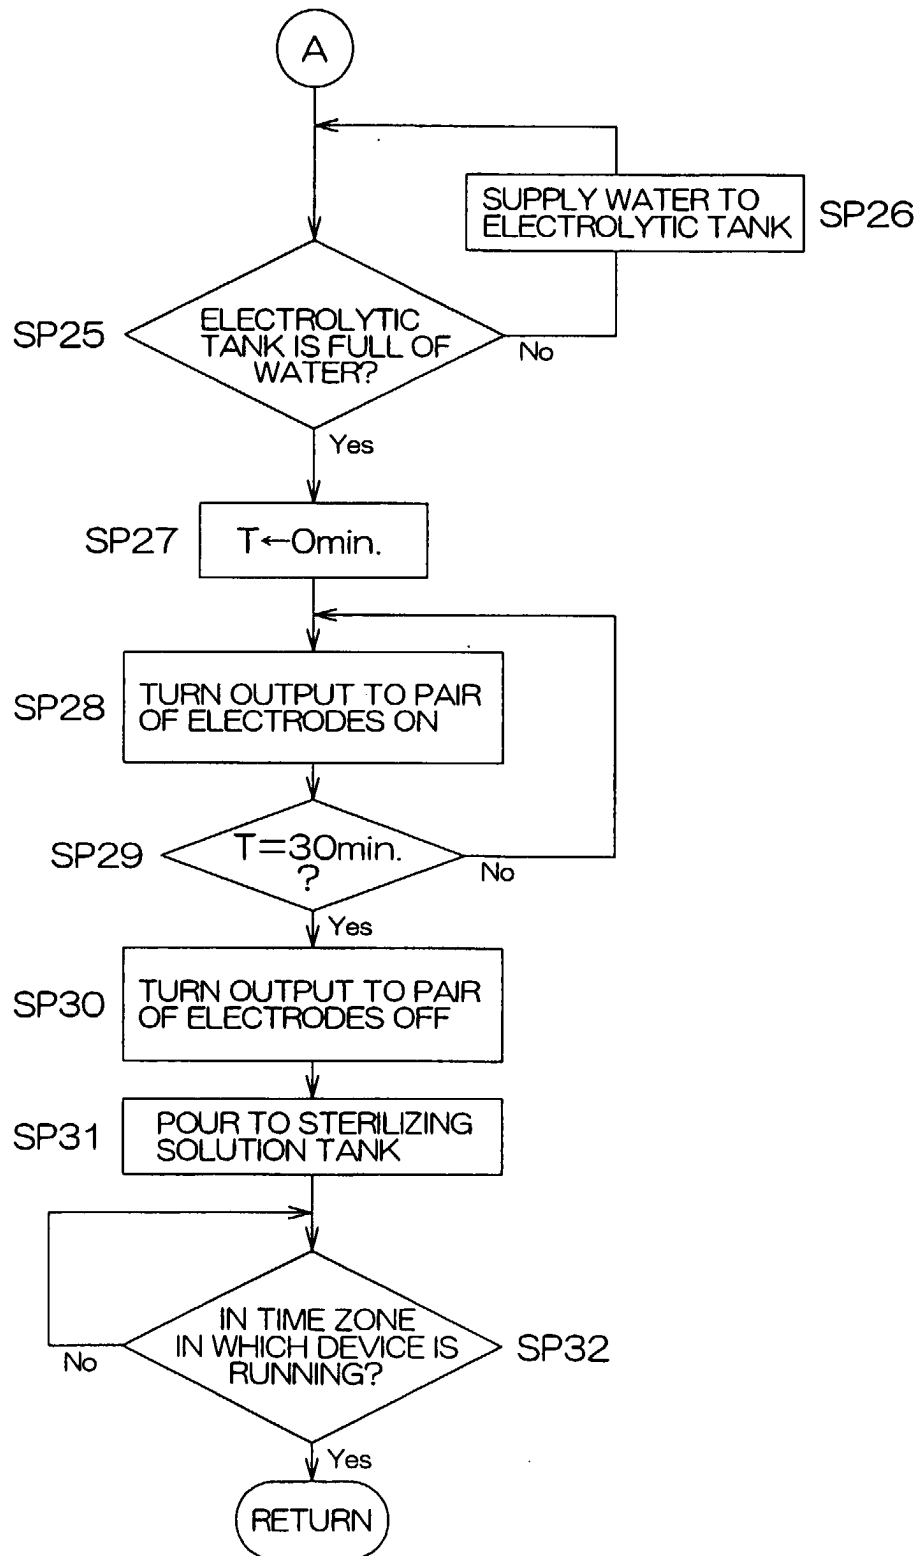 A
SUPPLY WATER TO
ELECTROLYTIC TANK
SP26
SP25
ELECTROLYTIC
TANK IS FULL OF
WATER?
No
Yes
SP27
T←0min.
SP28
TURN OUTPUT TO PAIR
OF ELECTRODES ON
SP29
T=30min.
?
No
Yes
SP30
TURN OUTPUT TO PAIR
OF ELECTRODES OFF
SP31
POUR TO STERILIZING
SOLUTION TANK
IN TIME ZONE
IN WHICH DEVICE IS
RUNNING?
SP32
No
Yes
RETURN